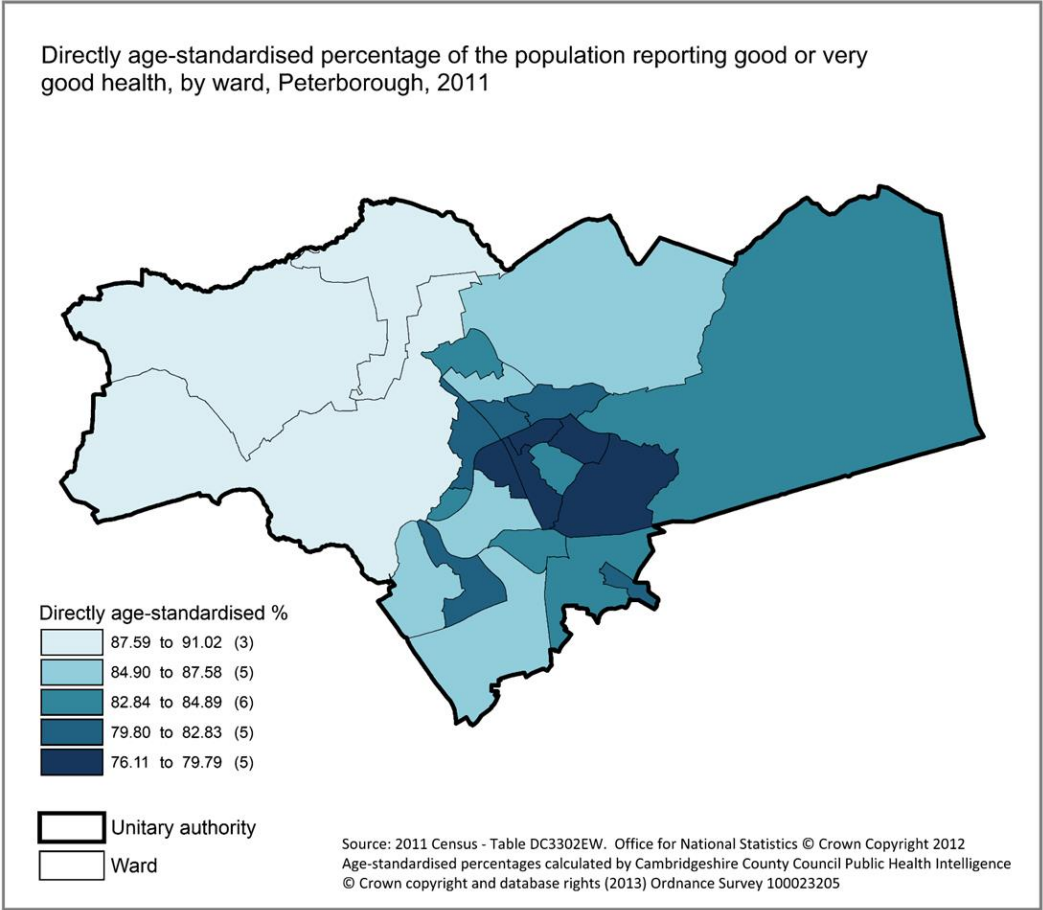 Directly age-standardised percentage of the population reporting good or very
good health, by ward, Peterborough, 2011
Directly age-standardised %
87.59 to 91.02 (3)
84.90 to 87.58 (5)
82.84 to 84.89 (6)
79.80 to 82.83 (5)
76.11 to 79.79 (5)
Unitary authority
Ward
Source: 2011 Census - Table DC3302EW. Office for National Statistics © Crown Copyright 2012
Age-standardised percentages calculated by Cambridgeshire County Council Public Health Intelligence
© Crown copyright and database rights (2013) Ordnance Survey 100023205